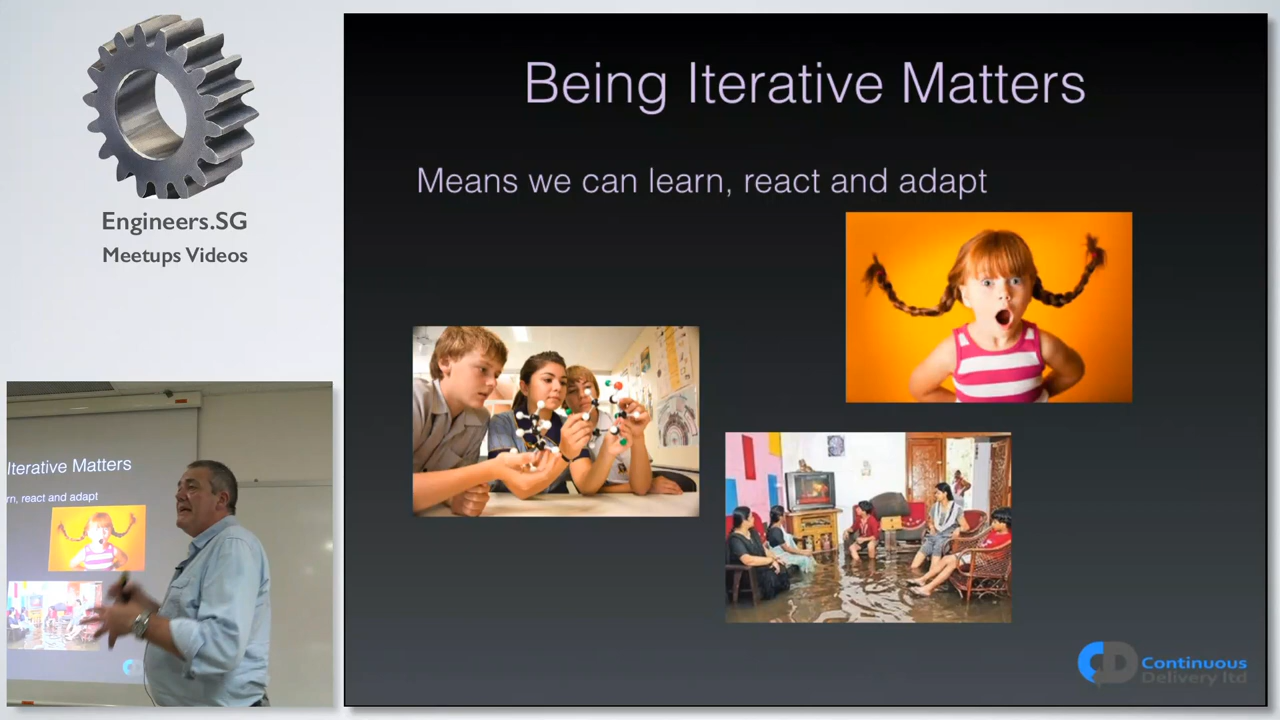 Engineers.SG
Meetups Videos
Being Iterative Matters
Means we can learn, react and adapt
Continuous
Delivery ltd
Iterative Matters
rn, react and adapt